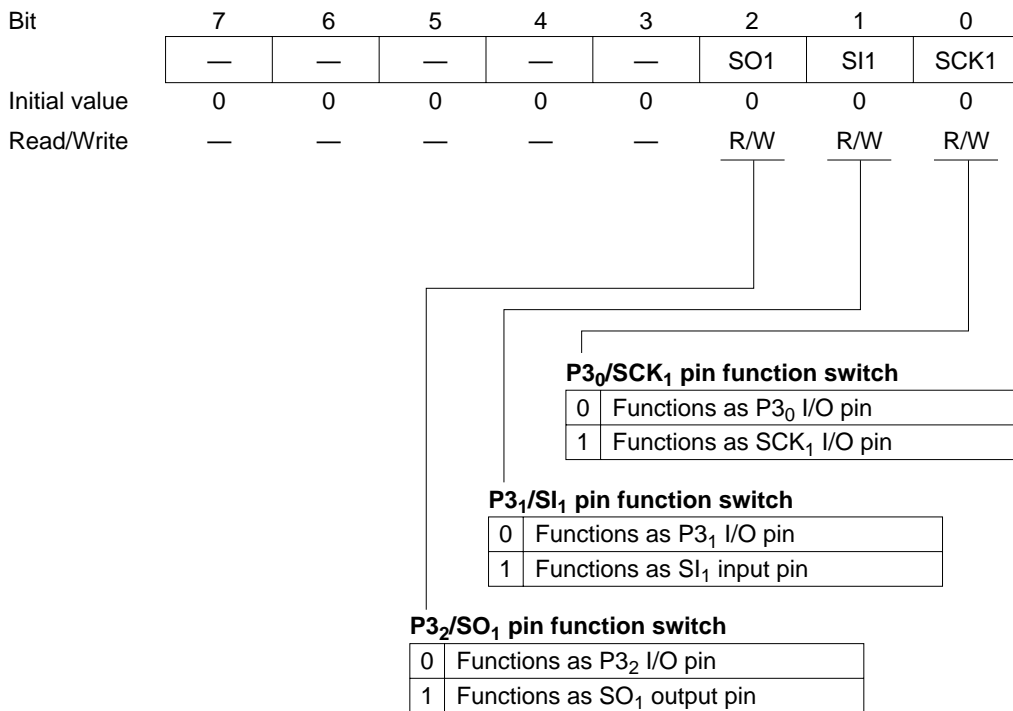 Bit 7 6 5 4 3 2 1 0
— — — — — SO1 SI1 SCK1
Initial value 0 0 0 0 0 0 0 0
Read/Write — — — — — R/W R/W R/W
P3₀/SCK₁ pin function switch
0 Functions as P3₀ I/O pin
1 Functions as SCK₁ I/O pin
P3₁/SI₁ pin function switch
0 Functions as P3₁ I/O pin
1 Functions as SI₁ input pin
P3₂/SO₁ pin function switch
0 Functions as P3₂ I/O pin
1 Functions as SO₁ output pin